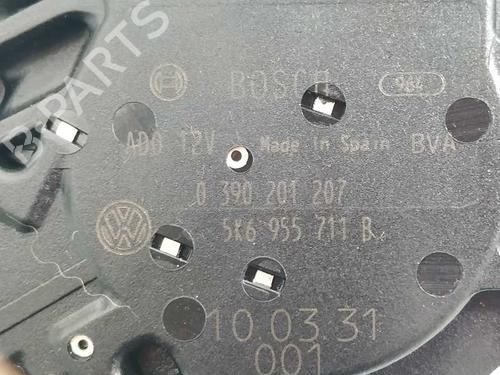 BOSCH 984
ADO 12V Made in Spain BVA
0 390 201 207
5K6 955 711 B
10.03.31
001
B-PARTS